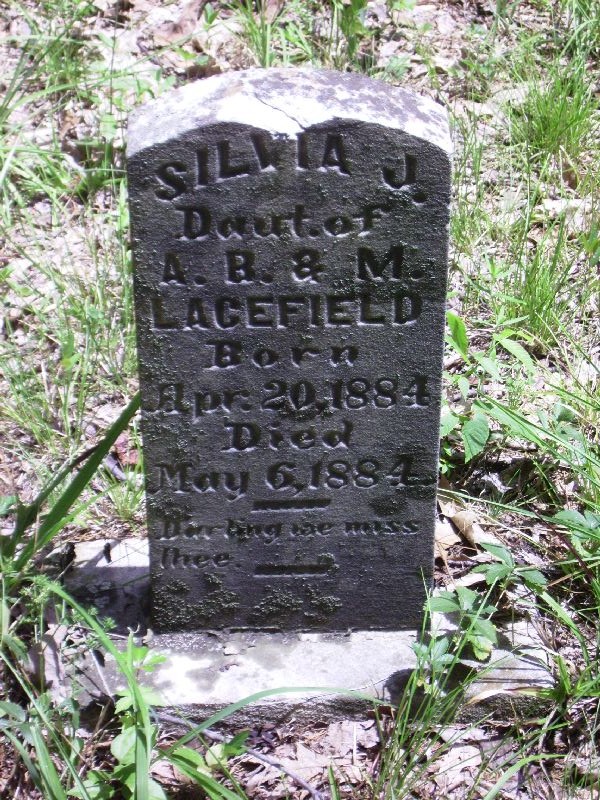 SILVIA J.
Daut. of
A. B. & M.
LACEFIELD
Born
Apr. 20, 1884
Died
May 6, 1884
Darling we miss
thee.